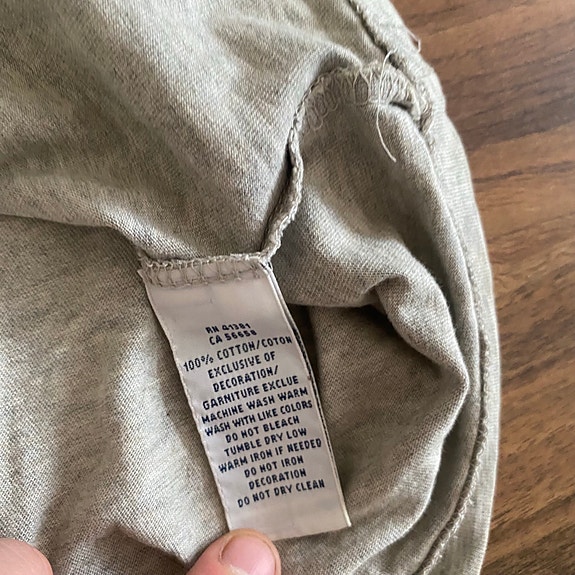 RN 41381
CA 56658
100% COTTON/COTON
EXCLUSIVE OF
DECORATION/
GARNITURE EXCLUE
MACHINE WASH WARM
WASH WITH LIKE COLORS
DO NOT BLEACH
TUMBLE DRY LOW
WARM IRON IF NEEDED
DO NOT IRON
DECORATION
DO NOT DRY CLEAN